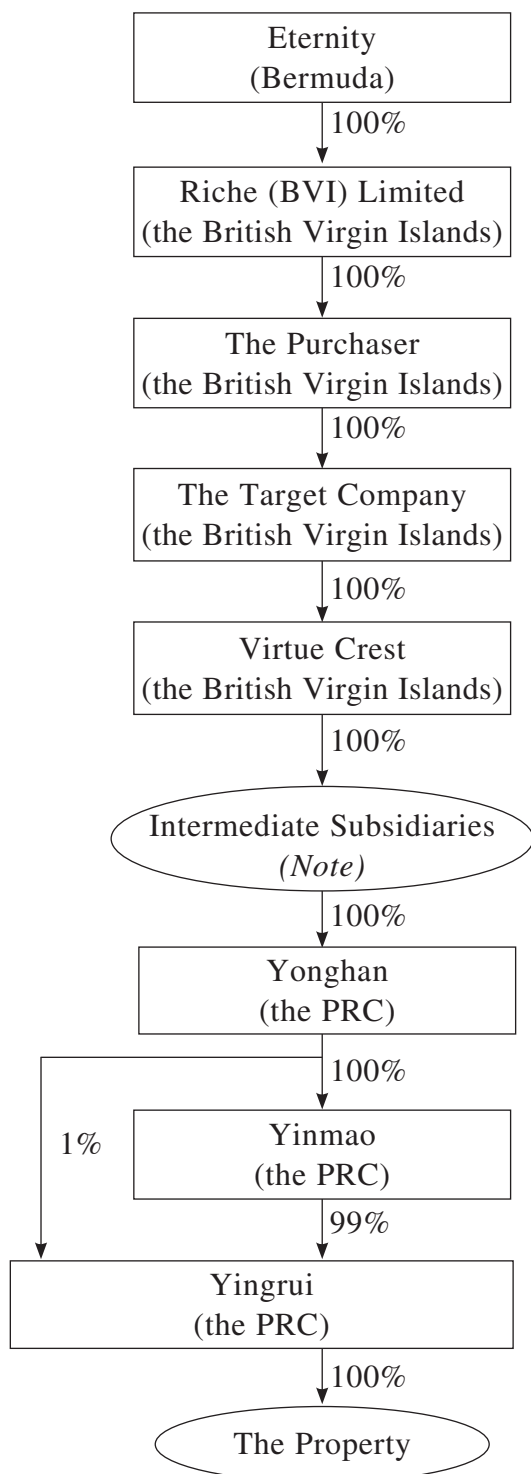 Eternity
(Bermuda)
100%
Riche (BVI) Limited
(the British Virgin Islands)
100%
The Purchaser
(the British Virgin Islands)
100%
The Target Company
(the British Virgin Islands)
100%
Virtue Crest
(the British Virgin Islands)
100%
Intermediate Subsidiaries
(Note)
100%
Yonghan
(the PRC)
100%
1%
Yinmao
(the PRC)
99%
Yingrui
(the PRC)
100%
The Property